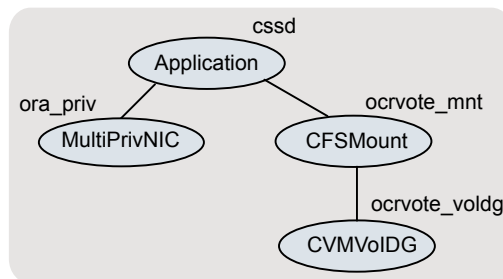 cssd
Application
ora_priv
ocrvote_mnt
MultiPrivNIC
CFSMount
ocrvote_voldg
CVMVolDG